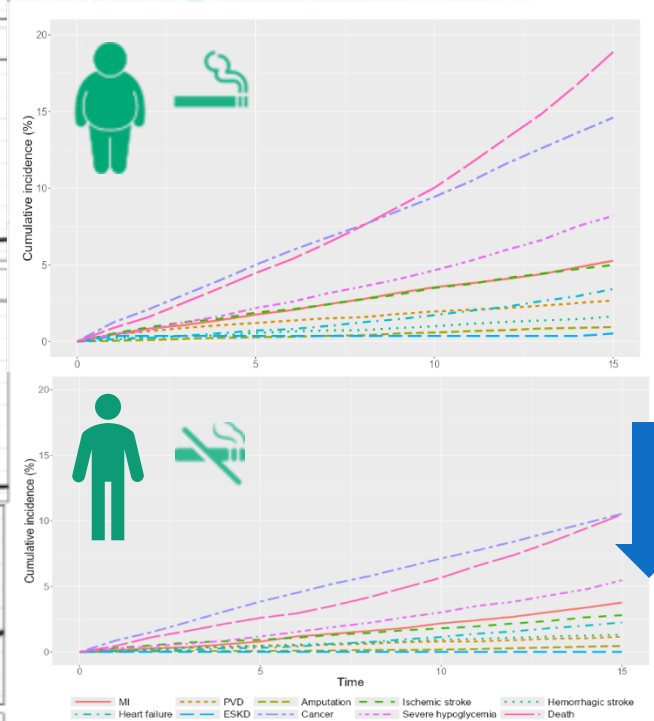 Cumulative incidence (%)
20
15
10
5
0
0 5 10 15
Cumulative incidence (%)
20
15
10
5
0
0 5 10 15
Time
MI PVD Amputation Ischemic stroke Hemorrhagic stroke
Heart failure ESKD Cancer Severe hypoglycemia Death